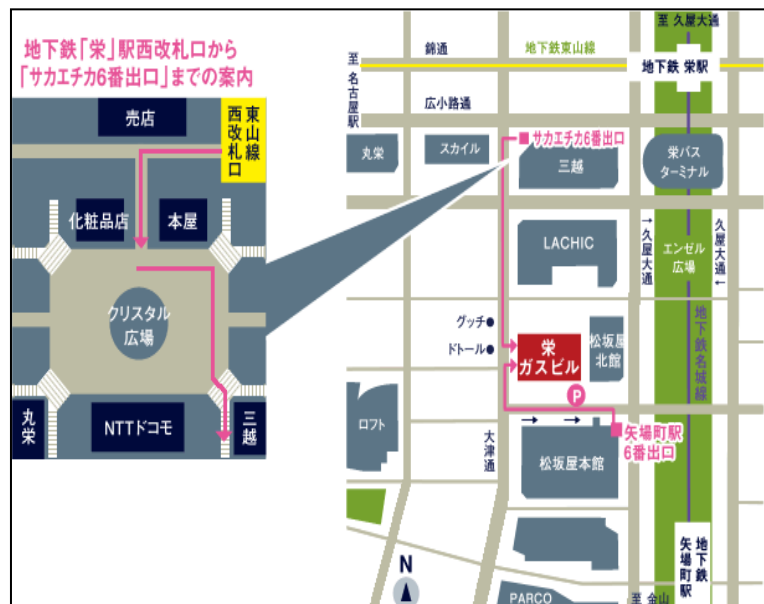 地下鉄「栄」駅西改札口から
「サカエチカ6番出口」までの案内
売店
東山線
西改札口
化粧品店
本屋
クリスタル
広場
丸栄
NTTドコモ
三越
至 久屋大通
錦通
地下鉄東山線
至 名古屋駅
地下鉄 栄駅
広小路通
サカエチカ6番出口
丸栄
スカイル
三越
栄バス
ターミナル
LACHIC
↑久屋大通
エンゼル
広場
久屋大通↓
グッチ
ドトール
栄
ガスビル
松坂屋
北館
地下鉄名城線
P
ロフト
大津通
松坂屋本館
矢場町駅
6番出口
N
地下鉄
矢場町駅
PARCO
至 金山